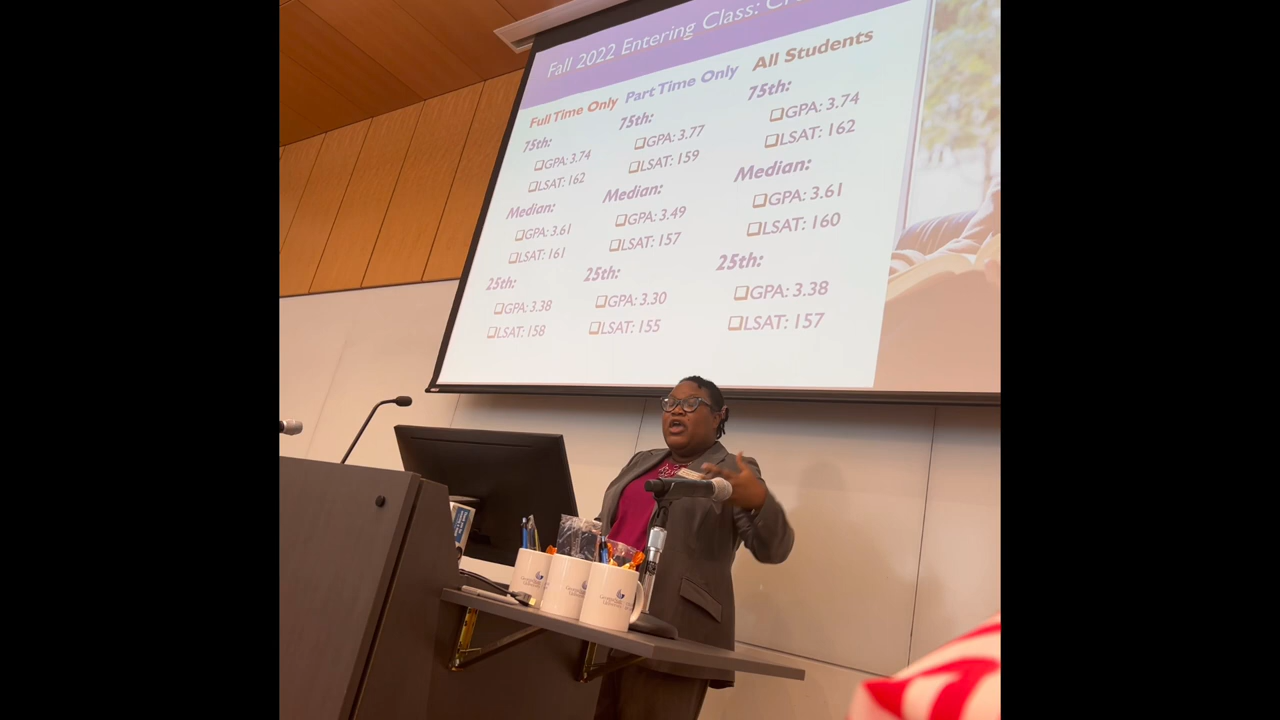 Fall 2022 Entering Class:
Full Time Only
75th:
❑GPA: 3.74
❑LSAT: 162
Median:
❑GPA: 3.61
❑LSAT: 161
25th:
❑GPA: 3.38
❑LSAT: 158
Part Time Only
75th:
❑GPA: 3.77
❑LSAT: 159
Median:
❑GPA: 3.49
❑LSAT: 157
25th:
❑GPA: 3.30
❑LSAT: 155
All Students
75th:
❑GPA: 3.74
❑LSAT: 162
Median:
❑GPA: 3.61
❑LSAT: 160
25th:
❑GPA: 3.38
❑LSAT: 157